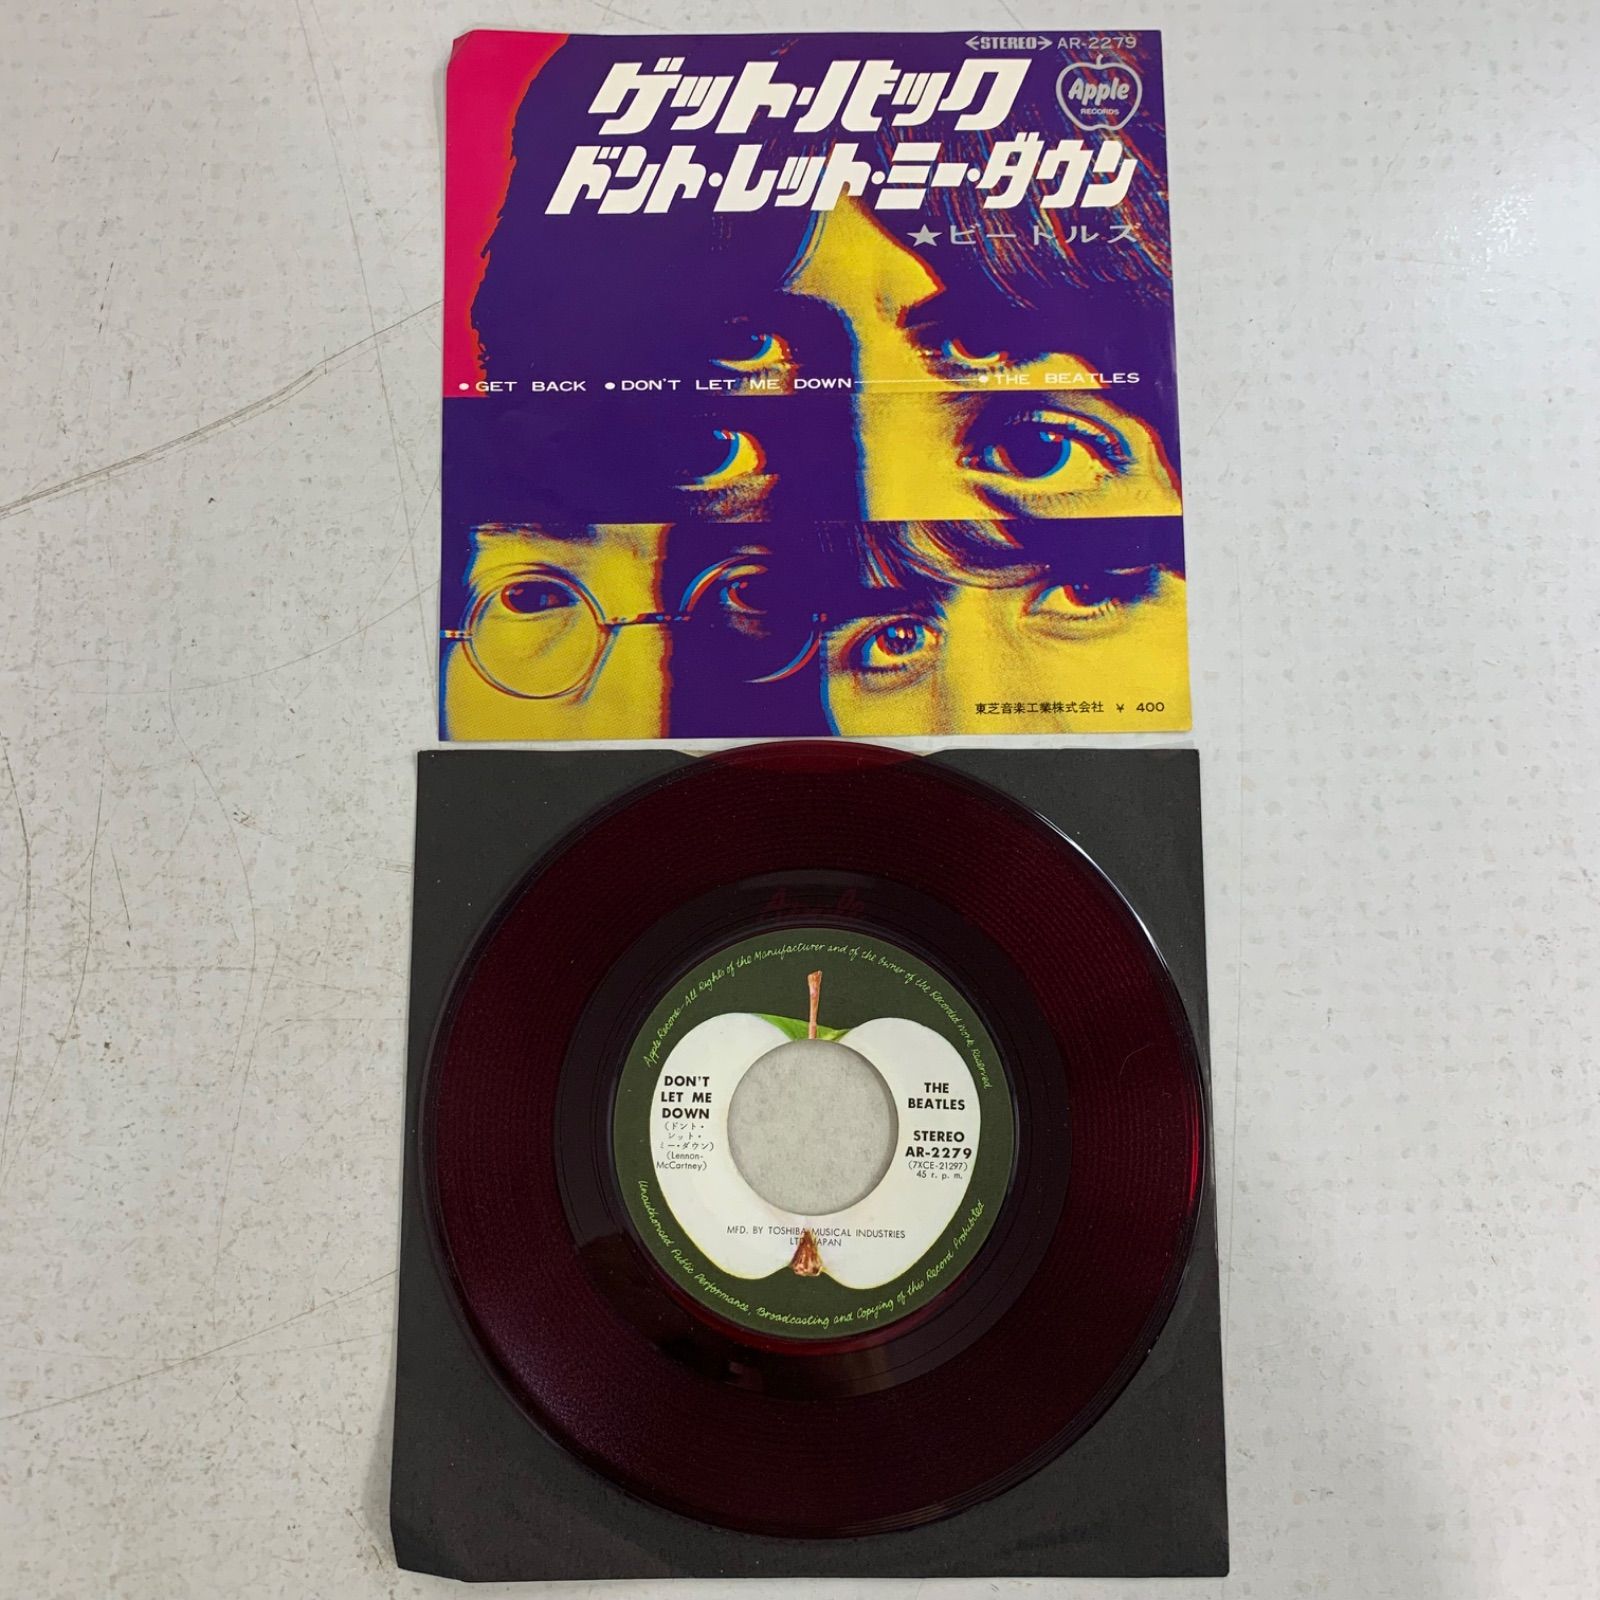 STEREO AR-2279
Apple
RECORDS
ゲット・バック
ドント・レット・ミー・ダウン
★ビートルズ
●GET BACK ●DON'T LET ME DOWN ●THE BEATLES
東芝音楽工業株式会社 ¥ 400
Apple Records-All Rights of the Manufacturer and of the Owner of the Recorded Work Reserved
DON'T
LET ME
DOWN
(ドント・
レット・
ミー・ダウン)
(Lennon-
McCartney)
THE
BEATLES
STEREO
AR-2279
(7XCE-21297)
45 r. p. m.
MFD. BY TOSHIBA MUSICAL INDUSTRIES
LTD. JAPAN
Unauthorised Public Performance, Broadcasting and Copying of this Record Prohibited